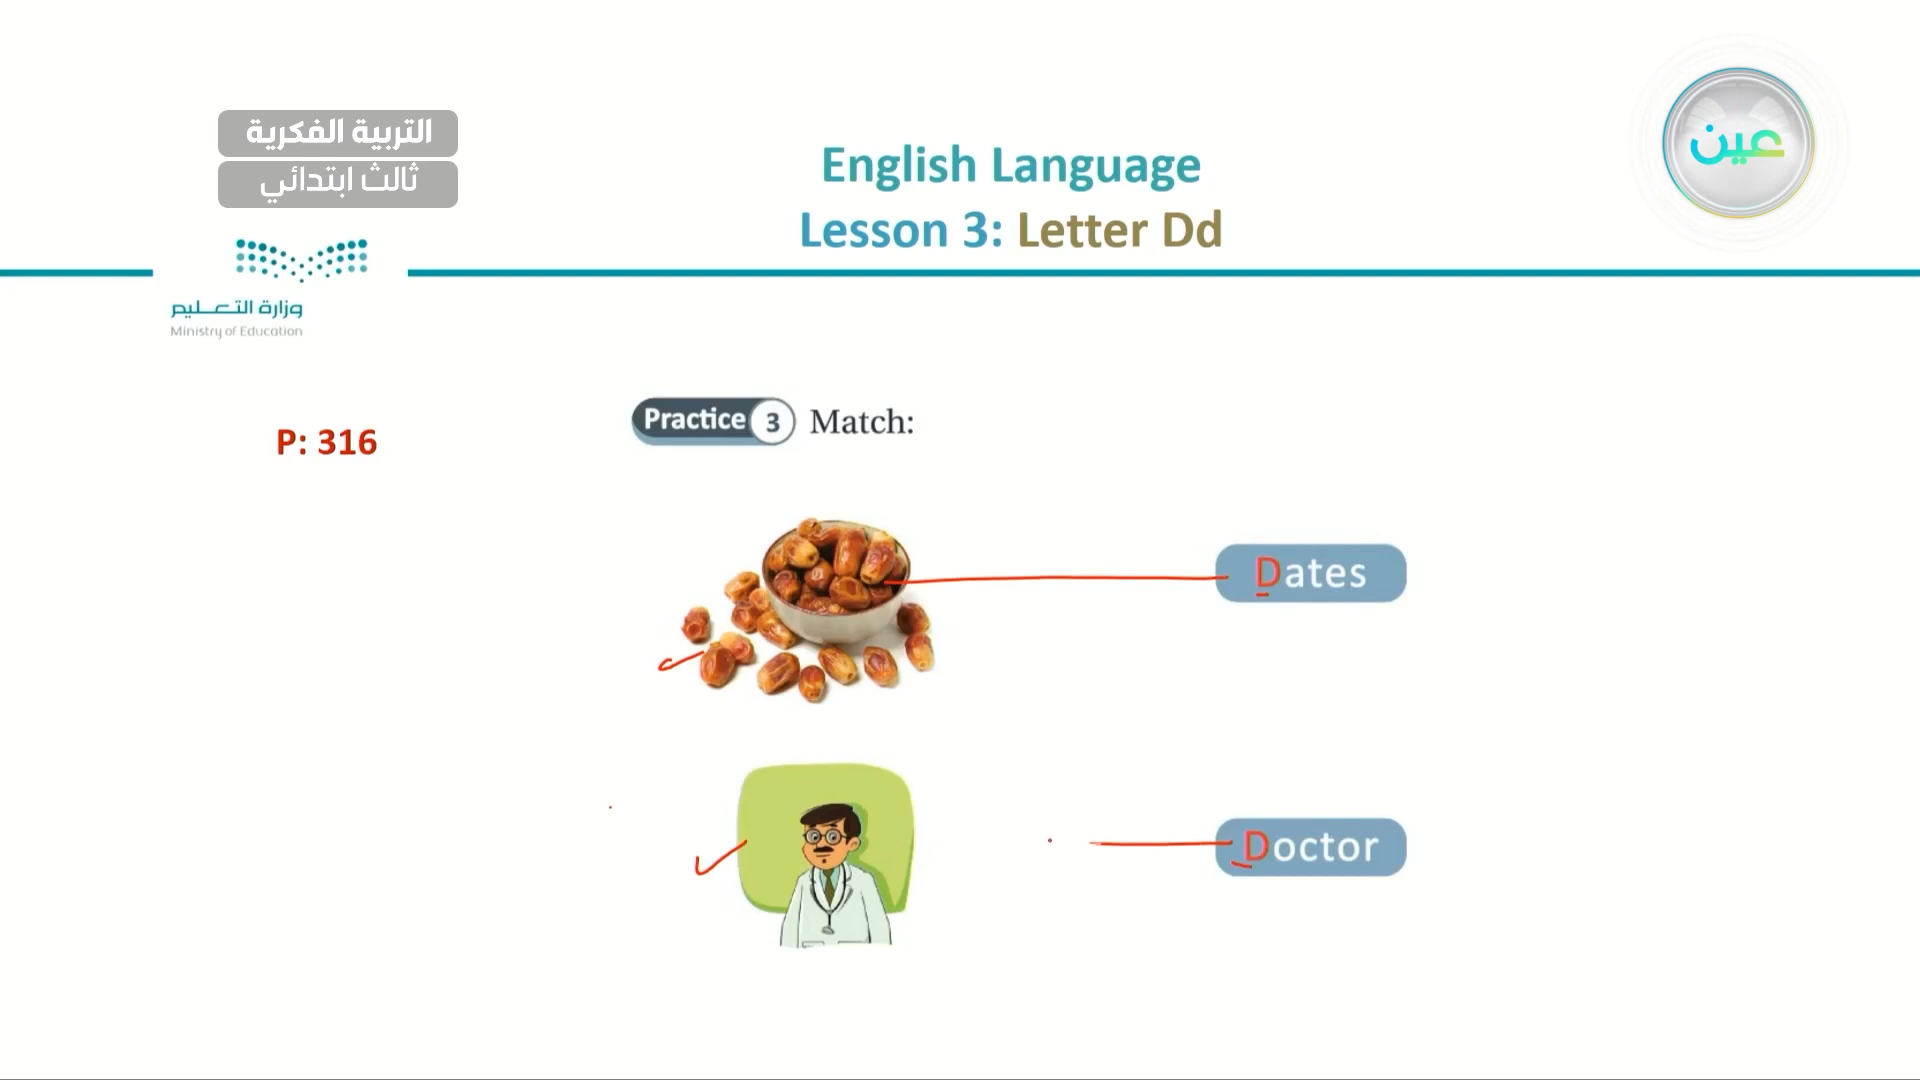 التربية الفكرية
ثالث ابتدائي
عين
English Language
Lesson 3: Letter Dd
وزارة التعليم
Ministry of Education
P: 316
Practice 3 Match:
Dates
Doctor